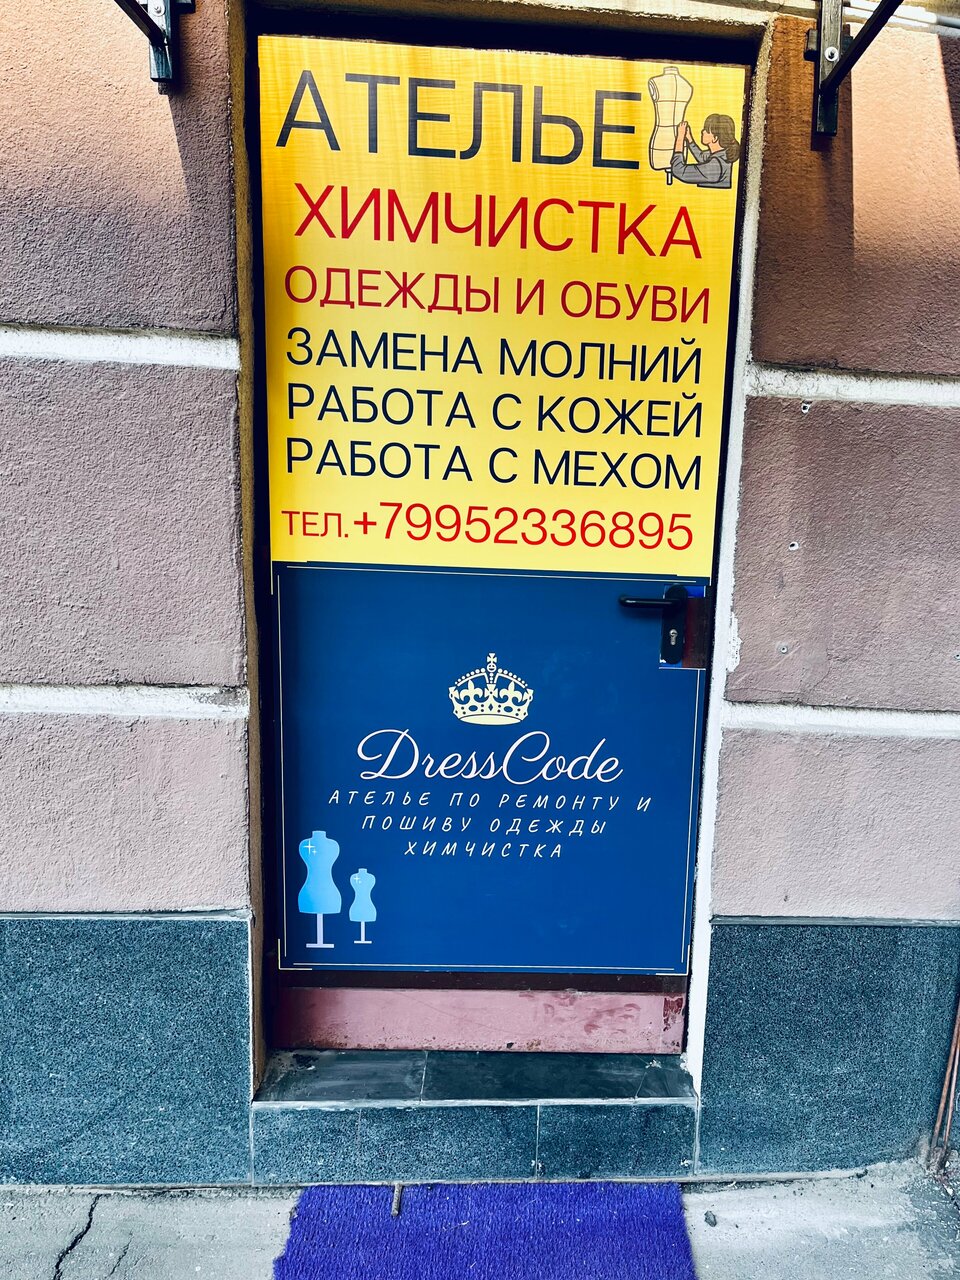 АТЕЛЬЕ
ХИМЧИСТКА
ОДЕЖДЫ И ОБУВИ
ЗАМЕНА МОЛНИЙ
РАБОТА С КОЖЕЙ
РАБОТА С МЕХОМ
ТЕЛ.+79952336895
DressCode
АТЕЛЬЕ ПО РЕМОНТУ И
ПОШИВУ ОДЕЖДЫ
ХИМЧИСТКА